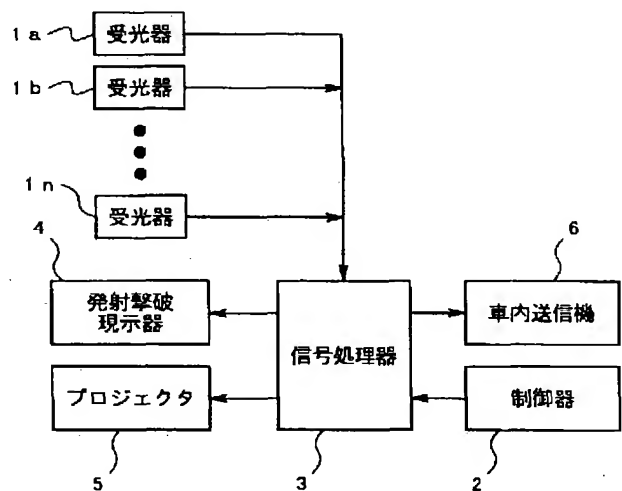 1a
受光器
1b
受光器
1n
受光器
4
発射撃破
現示器
6
車内送信機
信号処理器
プロジェクタ
制御器
5
3
2